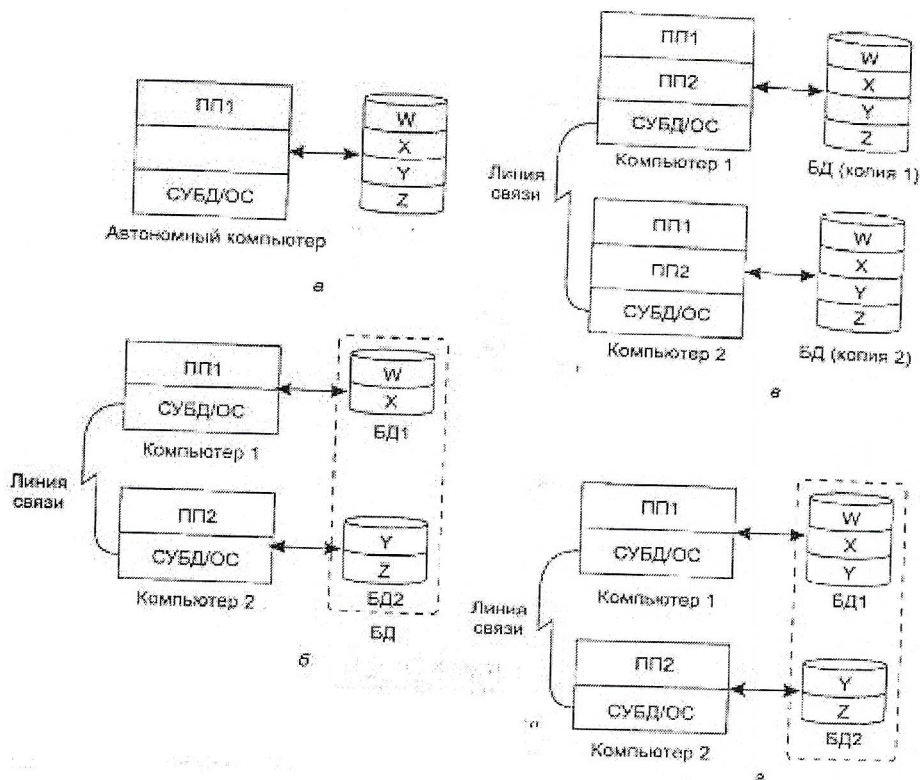 ПП1
СУБД/ОС
Автономный компьютер
W
X
Y
Z
а
ПП1
СУБД/ОС
Компьютер 1
Линия
связи
ПП2
СУБД/ОС
Компьютер 2
W
X
БД1
Y
Z
БД2
БД
б
ПП1
ПП2
СУБД/ОС
Компьютер 1
Линия
связи
ПП1
ПП2
СУБД/ОС
Компьютер 2
W
X
Y
Z
БД (копия 1)
W
X
Y
Z
БД (копия 2)
в
ПП1
СУБД/ОС
Компьютер 1
Линия
связи
ПП2
СУБД/ОС
Компьютер 2
W
X
Y
БД1
Y
Z
БД2
г